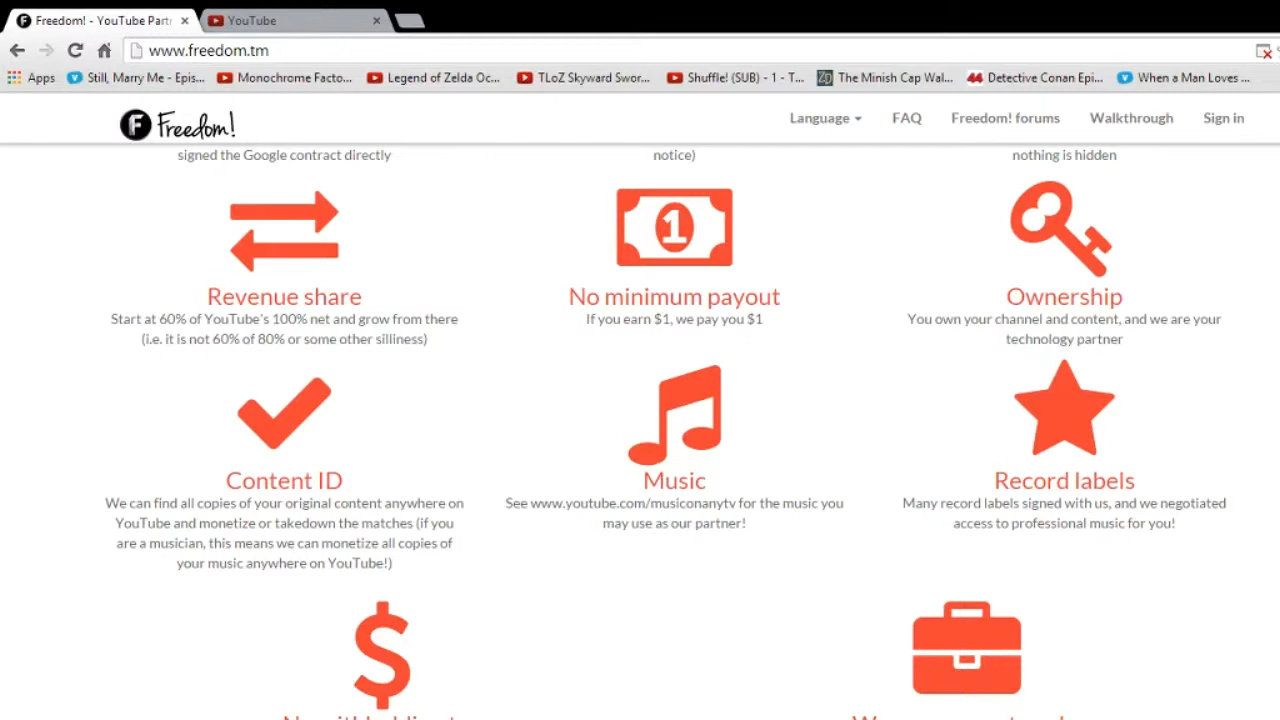 Freedom! - YouTube Partn
YouTube
www.freedom.tm
Apps
Still, Marry Me - Epis...
Monochrome Facto...
Legend of Zelda Oc...
TLoZ Skyward Swor...
Shuffle! (SUB) - 1 - T...
The Minish Cap Wal...
Detective Conan Epi...
When a Man Loves ...
F Freedom!
Language
FAQ
Freedom! forums
Walkthrough
Sign in
signed the Google contract directly
notice)
nothing is hidden
1
Revenue share
Start at 60% of YouTube's 100% net and grow from there
(i.e. it is not 60% of 80% or some other silliness)
No minimum payout
If you earn $1, we pay you $1
Ownership
You own your channel and content, and we are your
technology partner
Content ID
We can find all copies of your original content anywhere on
YouTube and monetize or takedown the matches (if you
are a musician, this means we can monetize all copies of
your music anywhere on YouTube!)
Music
See www.youtube.com/musiconanytv for the music you
may use as our partner!
Record labels
Many record labels signed with us, and we negotiated
access to professional music for you!
$